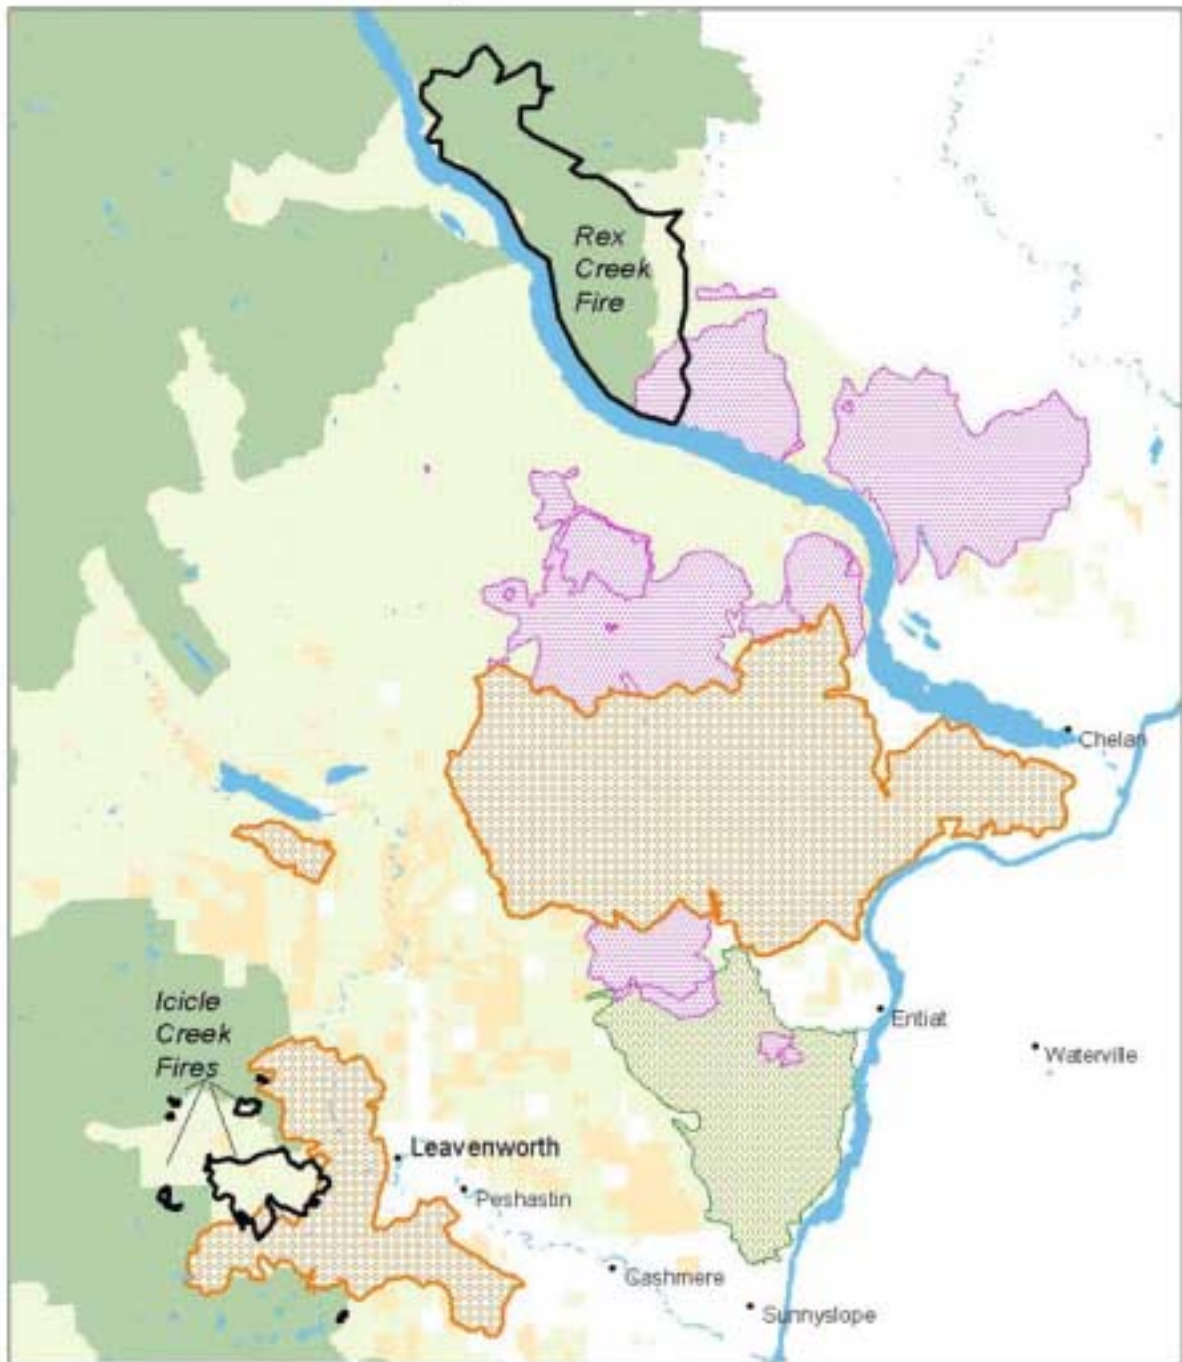 Rex
Creek
Fire
Chelan
Icicle
Creek
Fires
Entiat
Waterville
Leavenworth
Peshastin
Cashmere
Sunnyslope